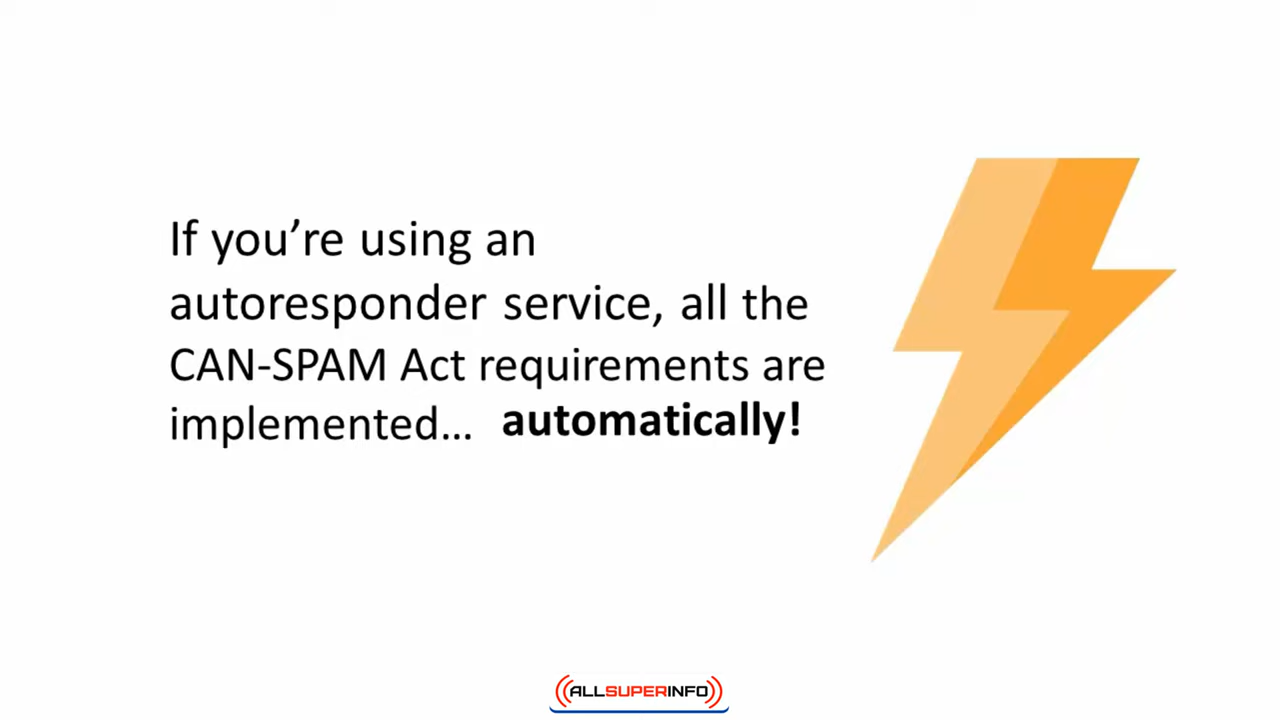 If you’re using an
autoresponder service, all the
CAN-SPAM Act requirements are
implemented… automatically!
ALLSUPERINFO